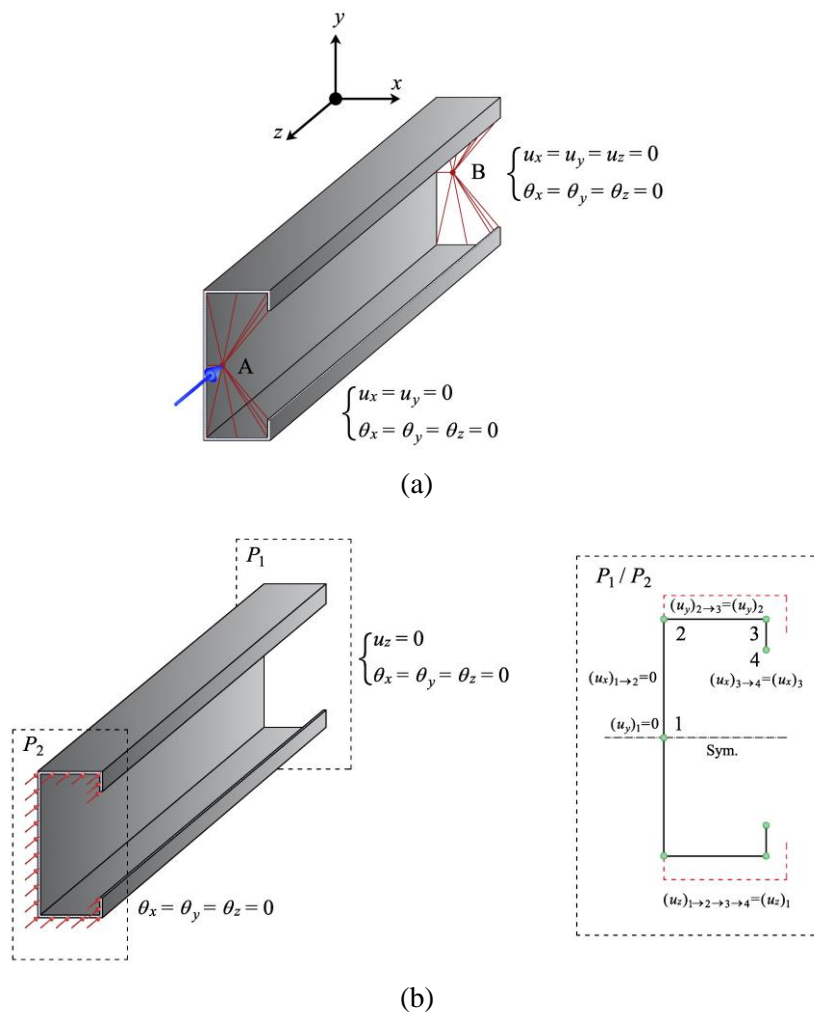 y
x
z
B
{ u_x = u_y = u_z = 0
θ_x = θ_y = θ_z = 0
A
{ u_x = u_y = 0
θ_x = θ_y = θ_z = 0
(a)
P_1
{ u_z = 0
θ_x = θ_y = θ_z = 0
P_2
θ_x = θ_y = θ_z = 0
P_1 / P_2
(u_y)_{2→3}=(u_y)_2
2
3
4
(u_x)_{1→2}=0
(u_x)_{3→4}=(u_x)_3
(u_y)_1=0
1
Sym.
(u_z)_{1→2→3→4}=(u_z)_1
(b)